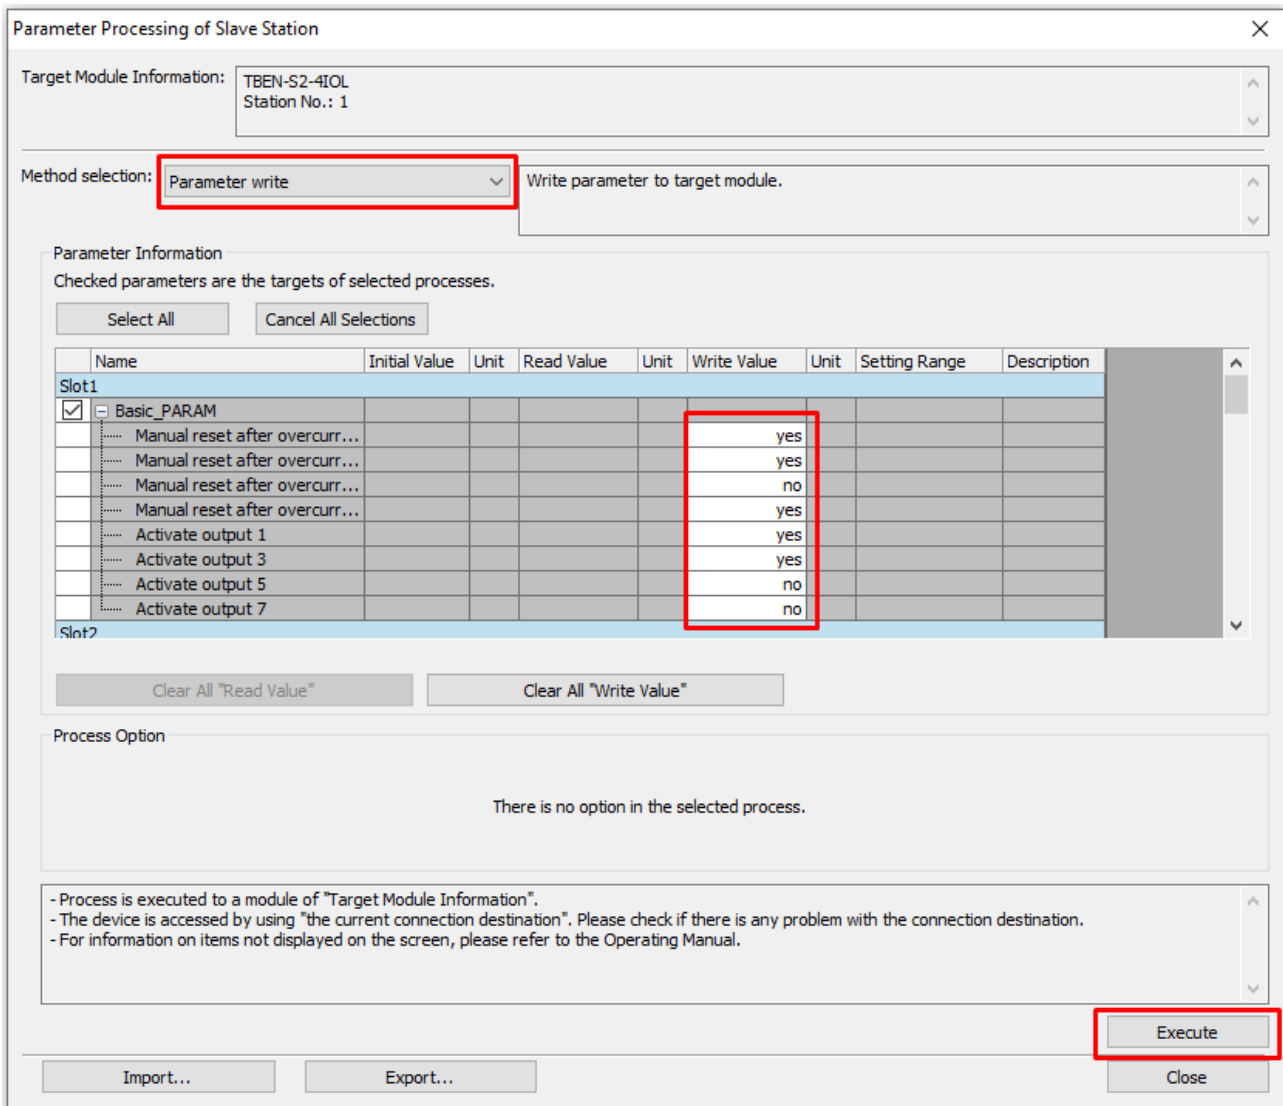 Parameter Processing of Slave Station
Target Module Information:
TBEN-S2-4IOL
Station No.: 1
Method selection:
Parameter write
Write parameter to target module.
Parameter Information
Checked parameters are the targets of selected processes.
Select All
Cancel All Selections
Name Initial Value Unit Read Value Unit Write Value Unit Setting Range Description
Slot1
Basic_PARAM
Manual reset after overcurr... yes
Manual reset after overcurr... yes
Manual reset after overcurr... no
Manual reset after overcurr... yes
Activate output 1 yes
Activate output 3 yes
Activate output 5 no
Activate output 7 no
Slot2
Clear All "Read Value"
Clear All "Write Value"
Process Option
There is no option in the selected process.
- Process is executed to a module of "Target Module Information".
- The device is accessed by using "the current connection destination". Please check if there is any problem with the connection destination.
- For information on items not displayed on the screen, please refer to the Operating Manual.
Execute
Import...
Export...
Close